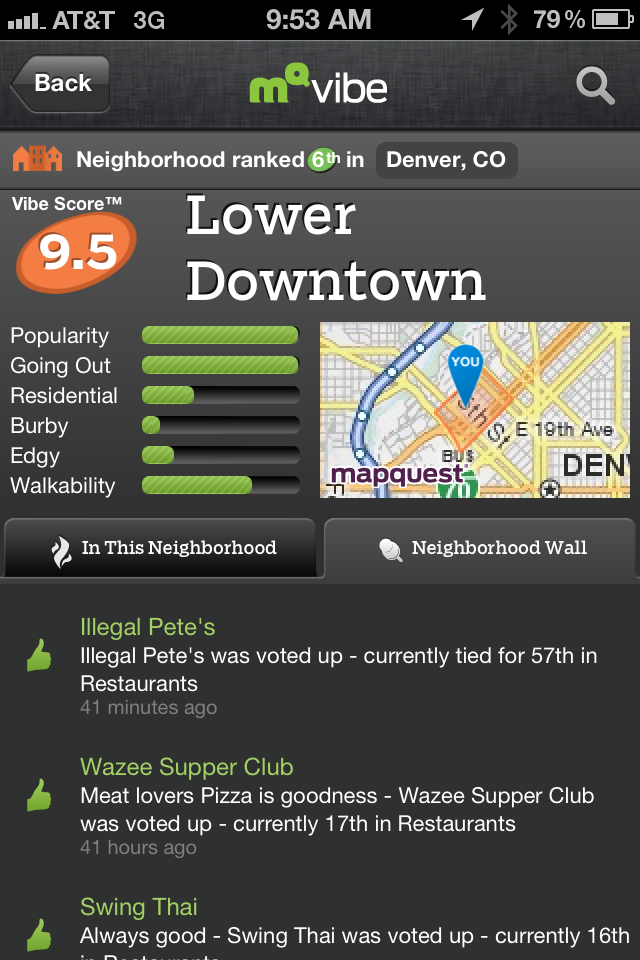 AT&T 3G 9:53 AM 79%
Back
mqvibe
Neighborhood ranked 6th in Denver, CO
Vibe Score™
9.5
Lower
Downtown
Popularity
Going Out
Residential
Burby
Edgy
Walkability
YOU
E 19th Ave
BUS
DEN
mapquest
70
In This Neighborhood
Neighborhood Wall
Illegal Pete's
Illegal Pete's was voted up - currently tied for 57th in
Restaurants
41 minutes ago
Wazee Supper Club
Meat lovers Pizza is goodness - Wazee Supper Club
was voted up - currently 17th in Restaurants
41 hours ago
Swing Thai
Always good - Swing Thai was voted up - currently 16th
in Restaurants